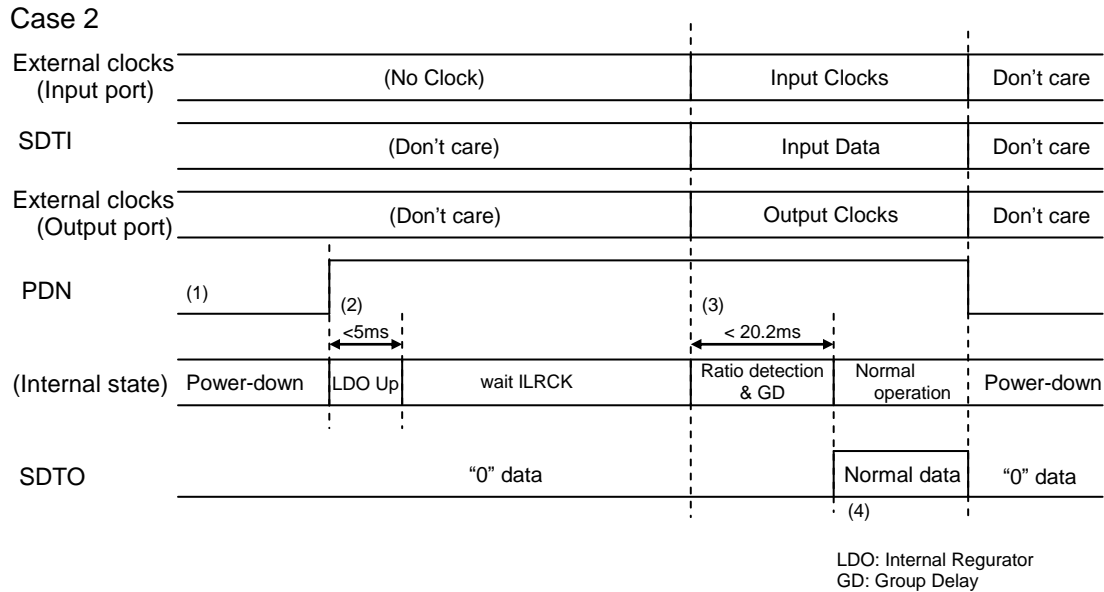 Case 2
External clocks
(Input port)
(No Clock)
Input Clocks
Don't care
SDTI
(Don't care)
Input Data
Don't care
External clocks
(Output port)
(Don't care)
Output Clocks
Don't care
PDN
(1)
(2)
(3)
<5ms
< 20.2ms
(Internal state)
Power-down
LDO Up
wait ILRCK
Ratio detection
& GD
Normal
operation
Power-down
SDTO
“0” data
Normal data
“0” data
(4)
LDO: Internal Regurator
GD: Group Delay